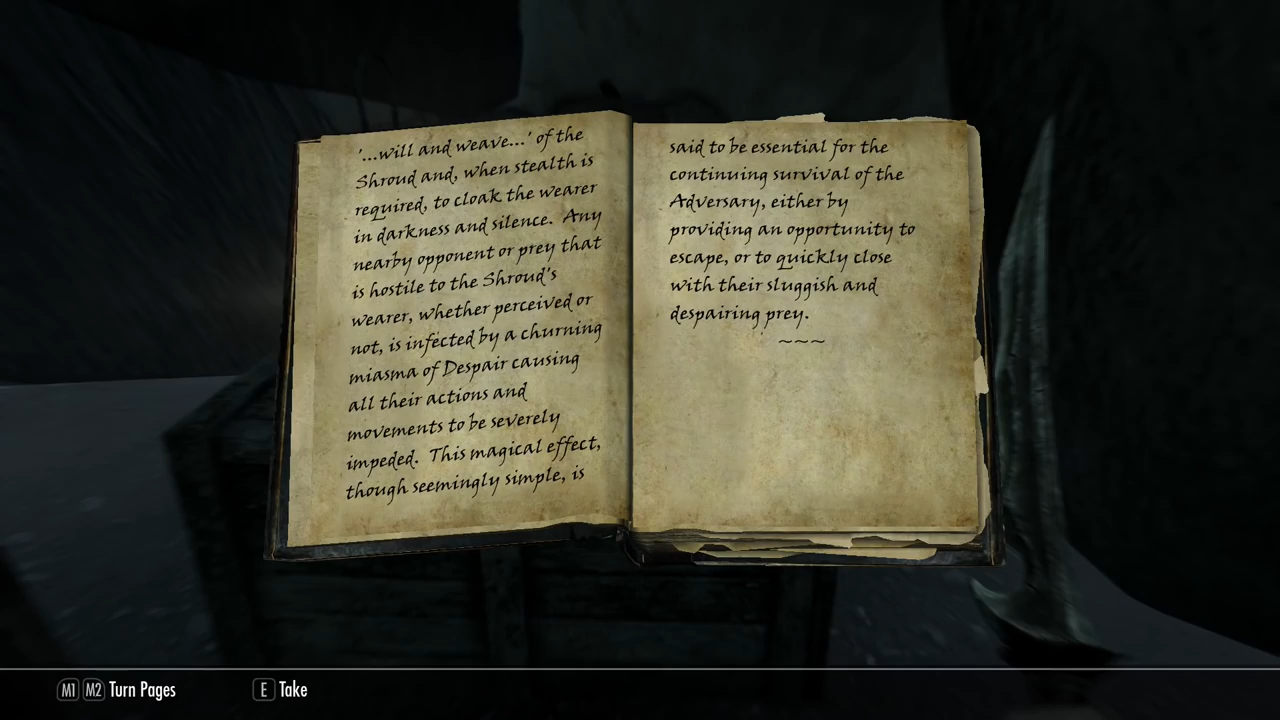 '...will and weave...' of the
Shroud and, when stealth is
required, to cloak the wearer
in darkness and silence.  Any
nearby opponent or prey that
is hostile to the Shroud's
wearer, whether perceived or
not, is infected by a churning
miasma of Despair causing
all their actions and
movements to be severely
impeded.  This magical effect,
though seemingly simple, is
said to be essential for the
continuing survival of the
Adversary, either by
providing an opportunity to
escape, or to quickly close
with their sluggish and
despairing prey.
~~~
M1 M2 Turn Pages
E Take